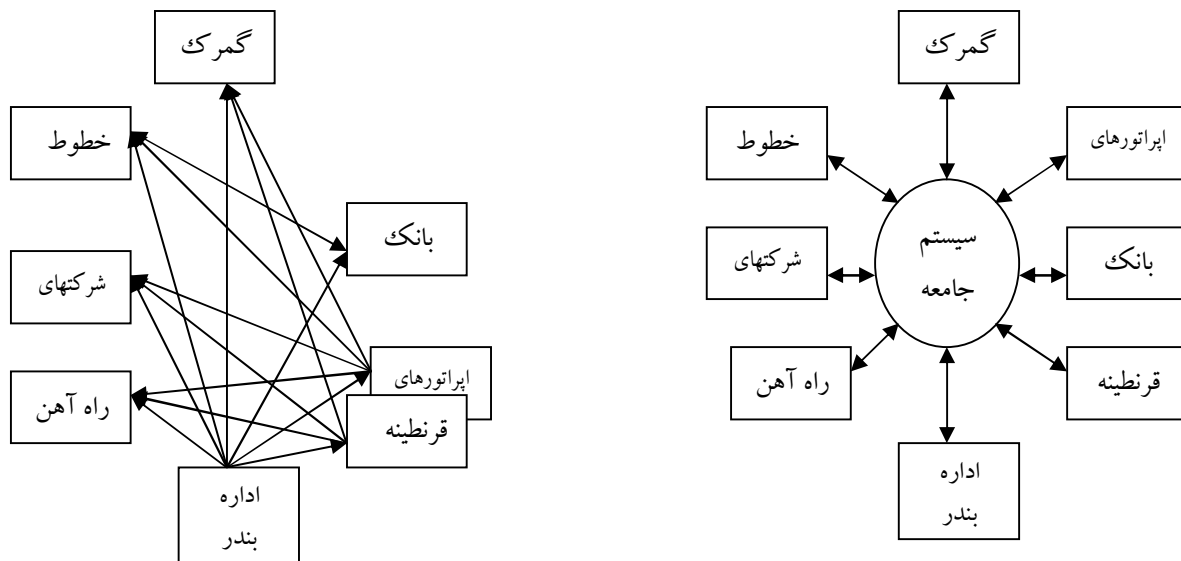 گمرک
خطوط
بانک
شرکتهای
اپراتورهای
راه آهن
قرنطینه
اداره
بندر
گمرک
خطوط
اپراتورهای
سیستم
جامعه
شرکتهای
بانک
راه آهن
قرنطینه
اداره
بندر